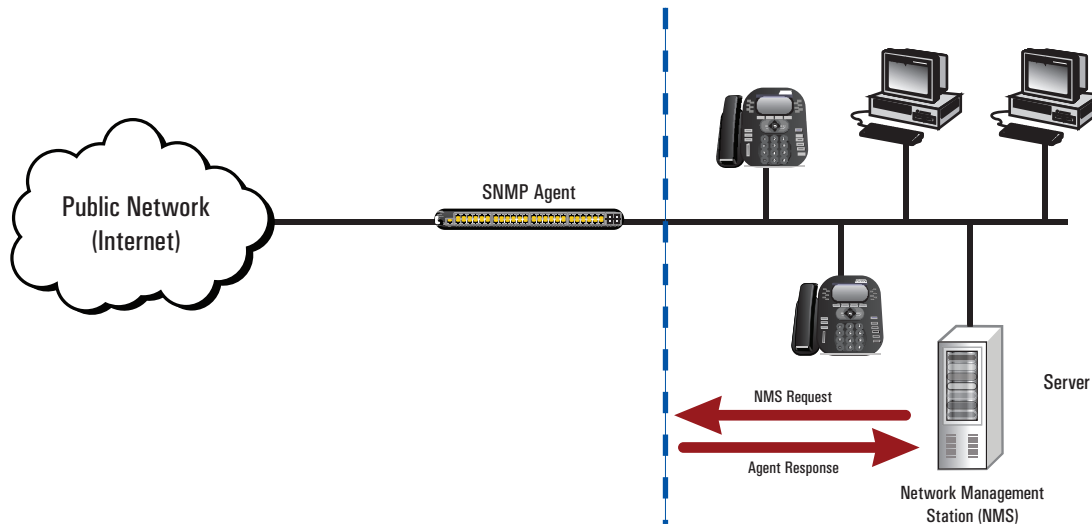 Public Network
(Internet)
SNMP Agent
NMS Request
Agent Response
Server
Network Management
Station (NMS)